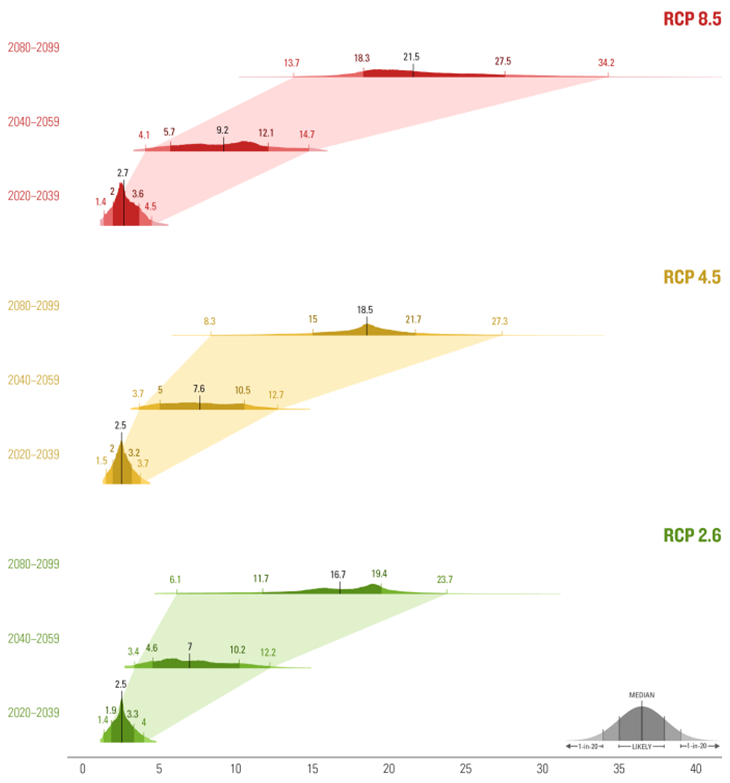 RCP 8.5
2080–2099
13.7 18.3 21.5 27.5 34.2
2040–2059
4.1 5.7 9.2 12.1 14.7
2020–2039
1.4 2 2.7 3.6 4.5
RCP 4.5
2080–2099
8.3 15 18.5 21.7 27.3
2040–2059
3.7 5 7.6 10.5 12.7
2020–2039
1.5 2 2.5 3.2 3.7
RCP 2.6
2080–2099
6.1 11.7 16.7 19.4 23.7
2040–2059
3.4 4.6 7 10.2 12.2
2020–2039
1.4 1.9 2.5 3.3 4
MEDIAN
1-in-20 LIKELY 1-in-20
0 5 10 15 20 25 30 35 40